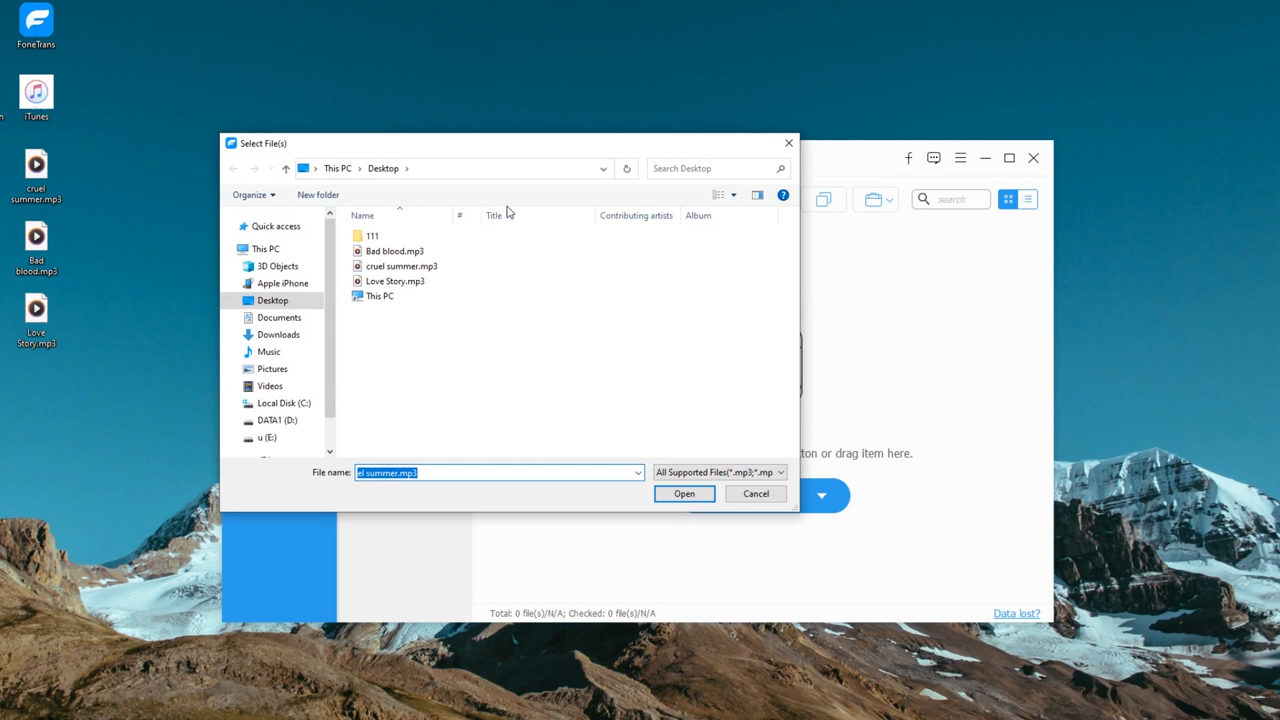 FoneTrans
iTunes
cruel
summer.mp3
Bad
blood.mp3
Love
Story.mp3
Select File(s)
This PC
Desktop
Search Desktop
Organize
New folder
Name
#
Title
Contributing artists
Album
Quick access
This PC
3D Objects
Apple iPhone
Desktop
Documents
Downloads
Music
Pictures
Videos
Local Disk (C:)
DATA1 (D:)
u (E:)
111
Bad blood.mp3
cruel summer.mp3
Love Story.mp3
This PC
File name:
el summer.mp3
All Supported Files(*.mp3;*.mp
Open
Cancel
search
ton or drag item here.
Total: 0 file(s)/N/A; Checked: 0 file(s)/N/A
Data lost?